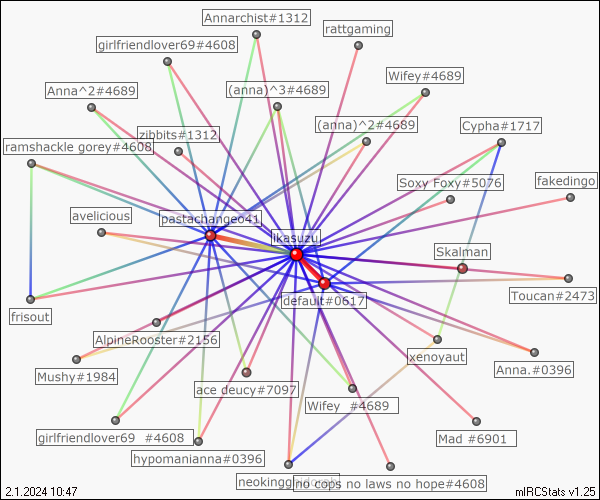 Annarchist#1312
rattgaming
girlfriendlover69#4608
Wifey#4689
Anna^2#4689
(anna)^3#4689
(anna)^2#4689
Cypha#1717
zibbits#1312
ramshackle gorey#4608
Soxy Foxy#5076
fakedingo
avelicious
pastachangeo41
ikasuzu
Skalman
default#0617
Toucan#2473
frisout
AlpineRooster#2156
xenoyaut
Anna.#0396
Mushy#1984
ace deucy#7097
Wifey #4689
girlfriendlover69 #4608
Mad #6901
hypomanianna#0396
no cops no laws no hope#4608
2.1.2024 10:47
mIRCStats v1.25